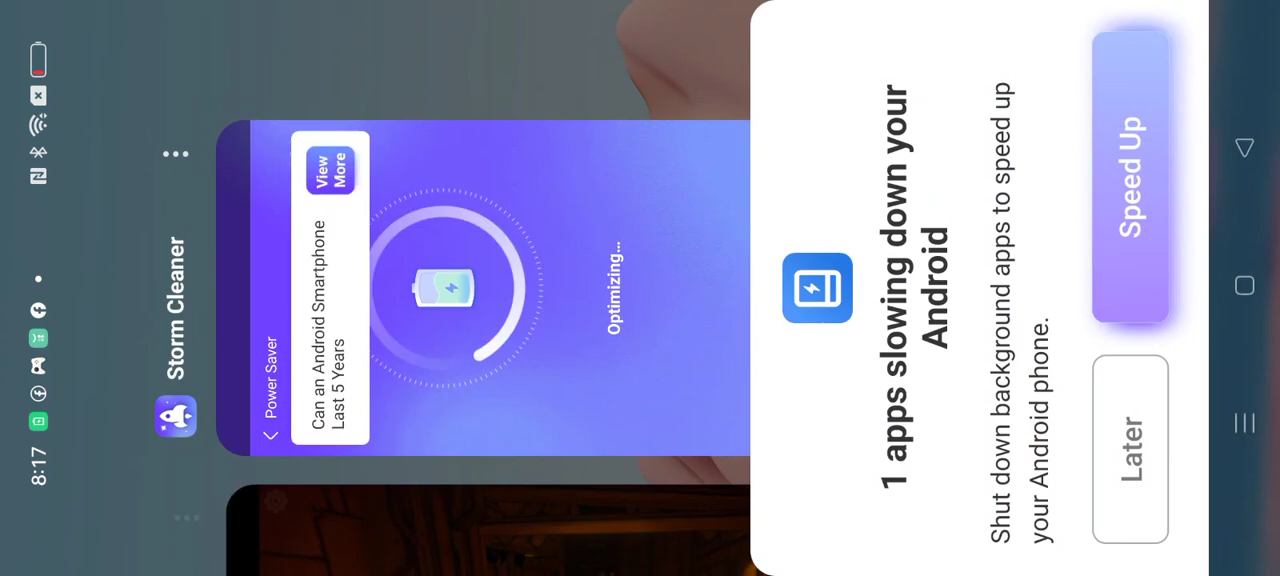 8:17
Storm Cleaner
Power Saver
Can an Android Smartphone
Last 5 Years
View
More
Optimizing...
1 apps slowing down your
Android
Shut down background apps to speed up
your Android phone.
Later
Speed Up